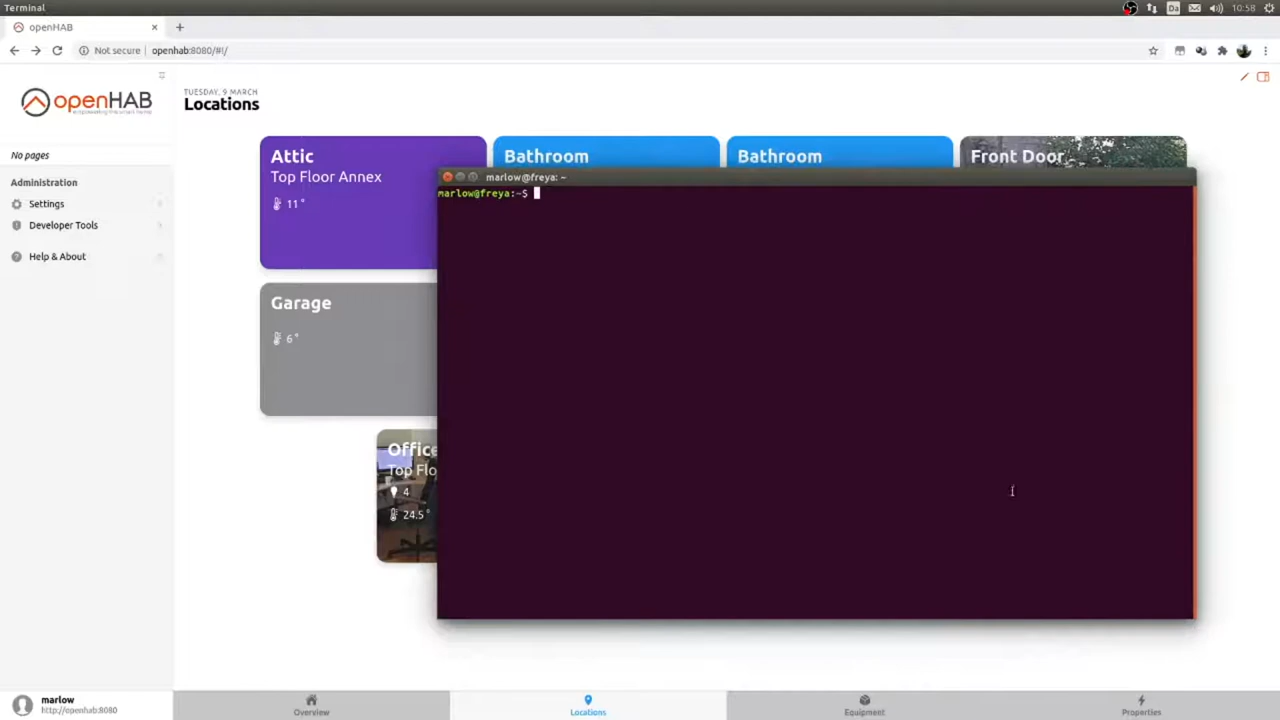 Terminal
Da
10:58
openHAB
Not secure
openhab:8080/#!/
openHAB
TUESDAY, 9 MARCH
Locations
No pages
Administration
Settings
Developer Tools
Help & About
Attic
Top Floor Annex
11°
Bathroom
Bathroom
Front Door
marlow@freya: ~
marlow@freya:~$
Garage
6°
Office
Top Flo
4
24.5°
marlow
http://openhab:8080
Overview
Locations
Equipment
Properties